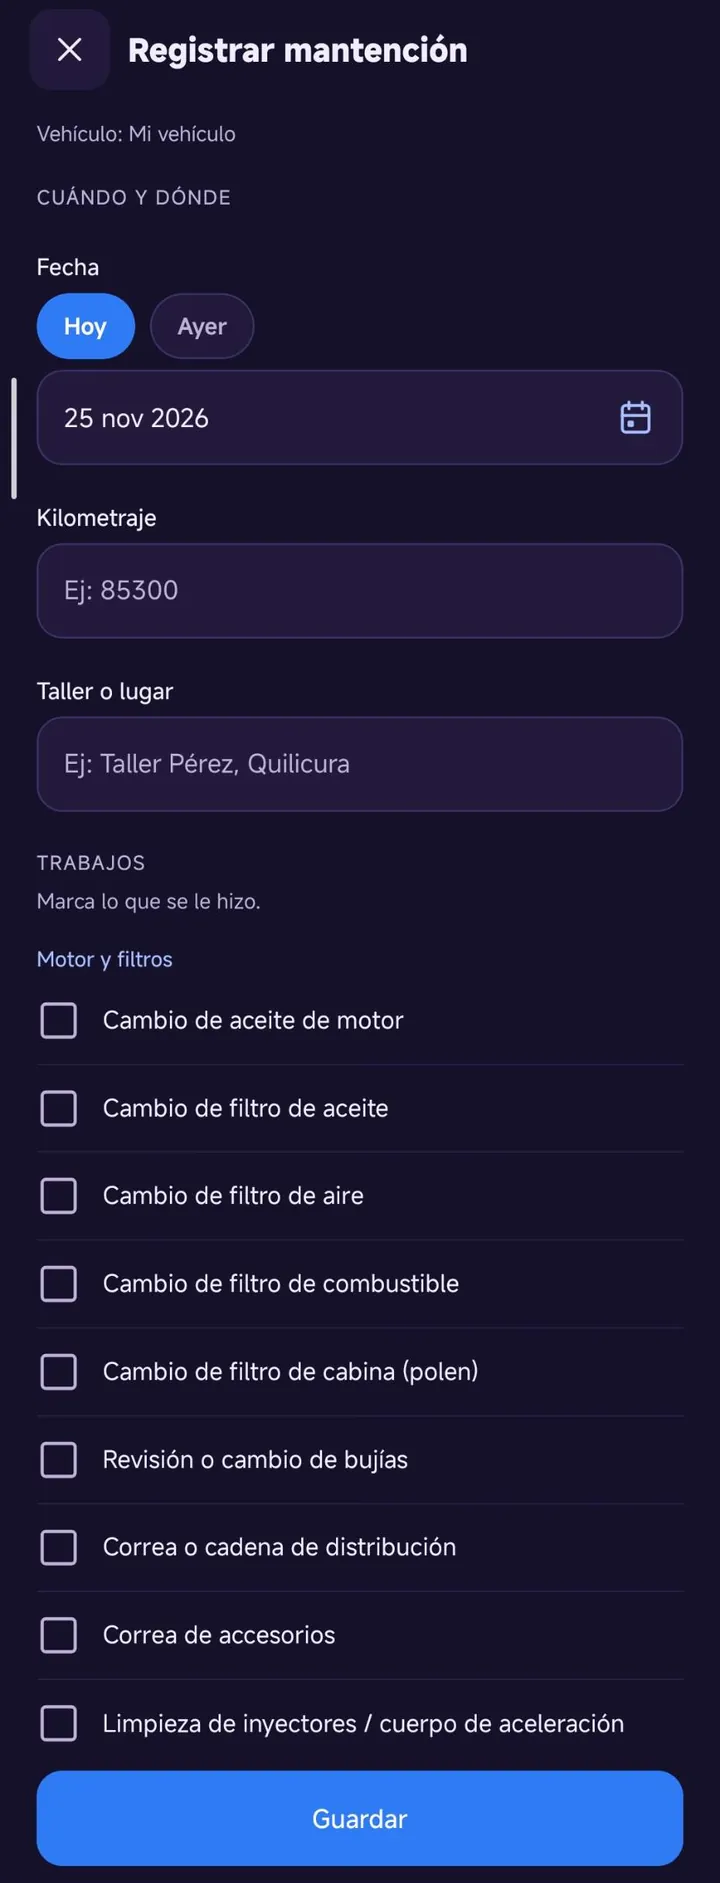 Registrar mantención
Vehículo: Mi vehículo
CUÁNDO Y DÓNDE
Fecha
Hoy
Ayer
25 nov 2026
Kilometraje
Ej: 85300
Taller o lugar
Ej: Taller Pérez, Quilicura
TRABAJOS
Marca lo que se le hizo.
Motor y filtros
Cambio de aceite de motor
Cambio de filtro de aceite
Cambio de filtro de aire
Cambio de filtro de combustible
Cambio de filtro de cabina (polen)
Revisión o cambio de bujías
Correa o cadena de distribución
Correa de accesorios
Limpieza de inyectores / cuerpo de aceleración
Guardar